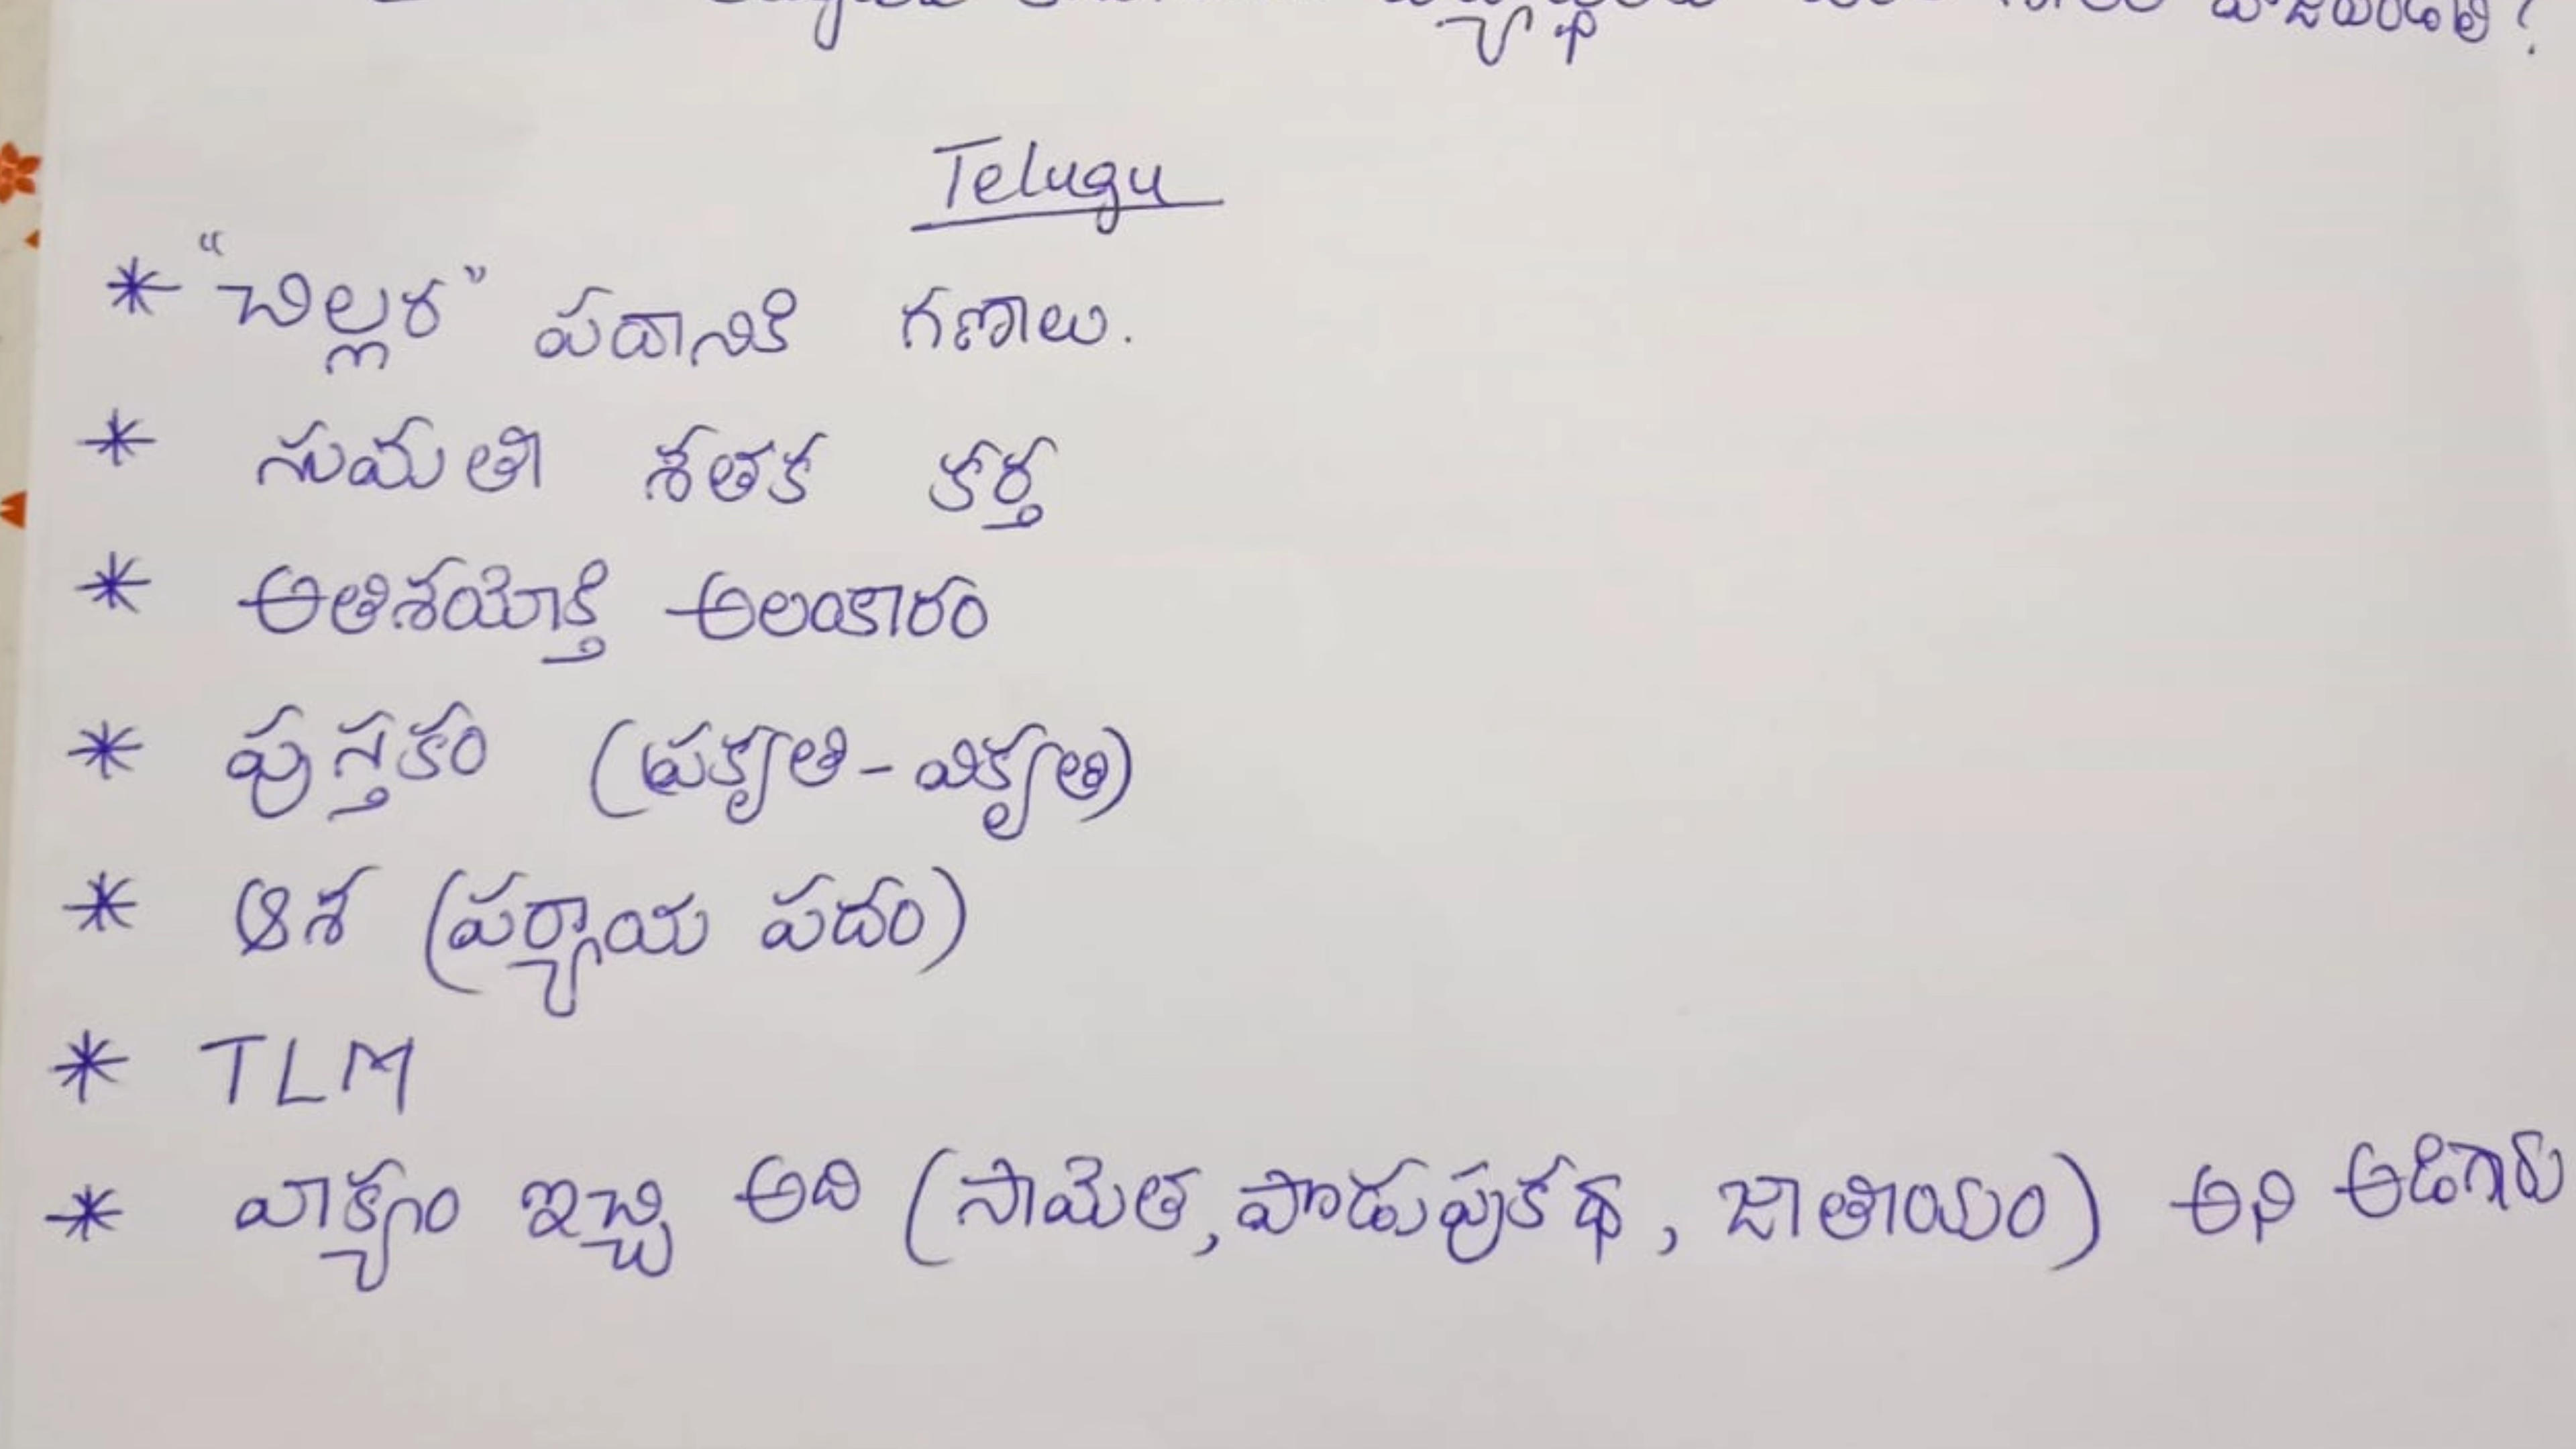 Telugu
* "చిల్లర" పదానికి గణాలు.
* సుమతీ శతక కర్త
* అతిశయోక్తి అలంకారం
* పుస్తకం (ప్రకృతి - వికృతి)
* ఆశ (పర్యాయ పదం)
* TLM
* వాక్యం ఇచ్చి అది (సామెత, పొడుపుకథ, జాతీయం) అని అడిగారు